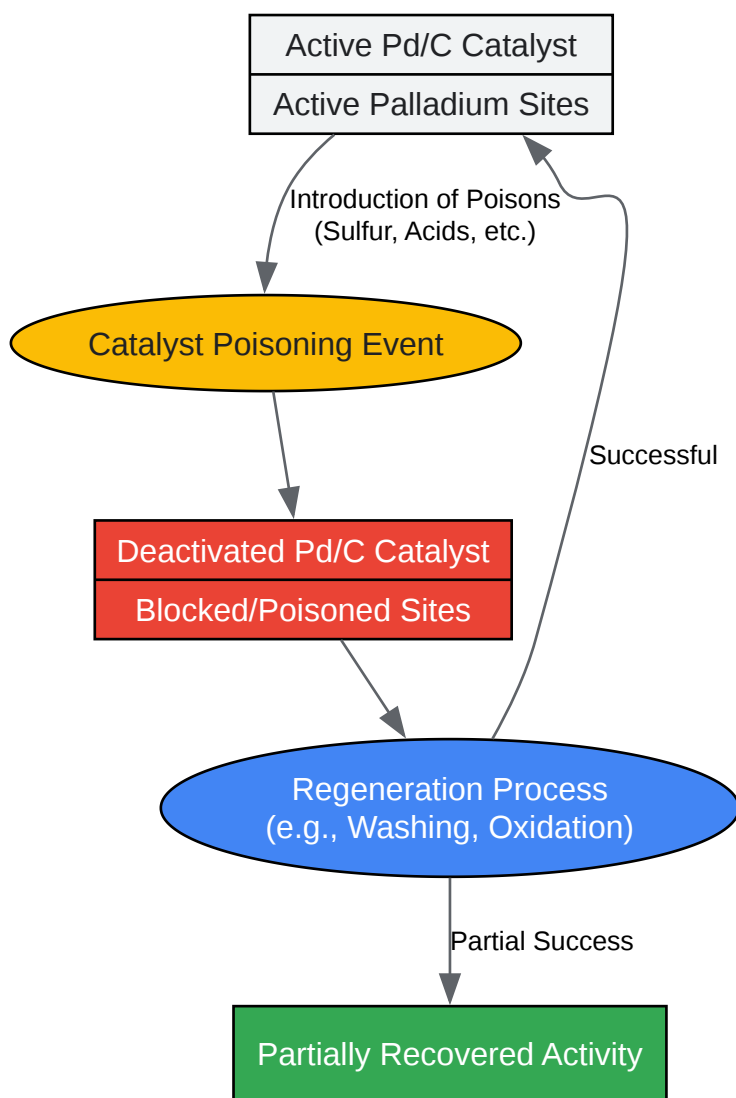 Active Pd/C Catalyst
Active Palladium Sites
Introduction of Poisons
(Sulfur, Acids, etc.)
Catalyst Poisoning Event
Successful
Deactivated Pd/C Catalyst
Blocked/Poisoned Sites
Regeneration Process
(e.g., Washing, Oxidation)
Partial Success
Partially Recovered Activity